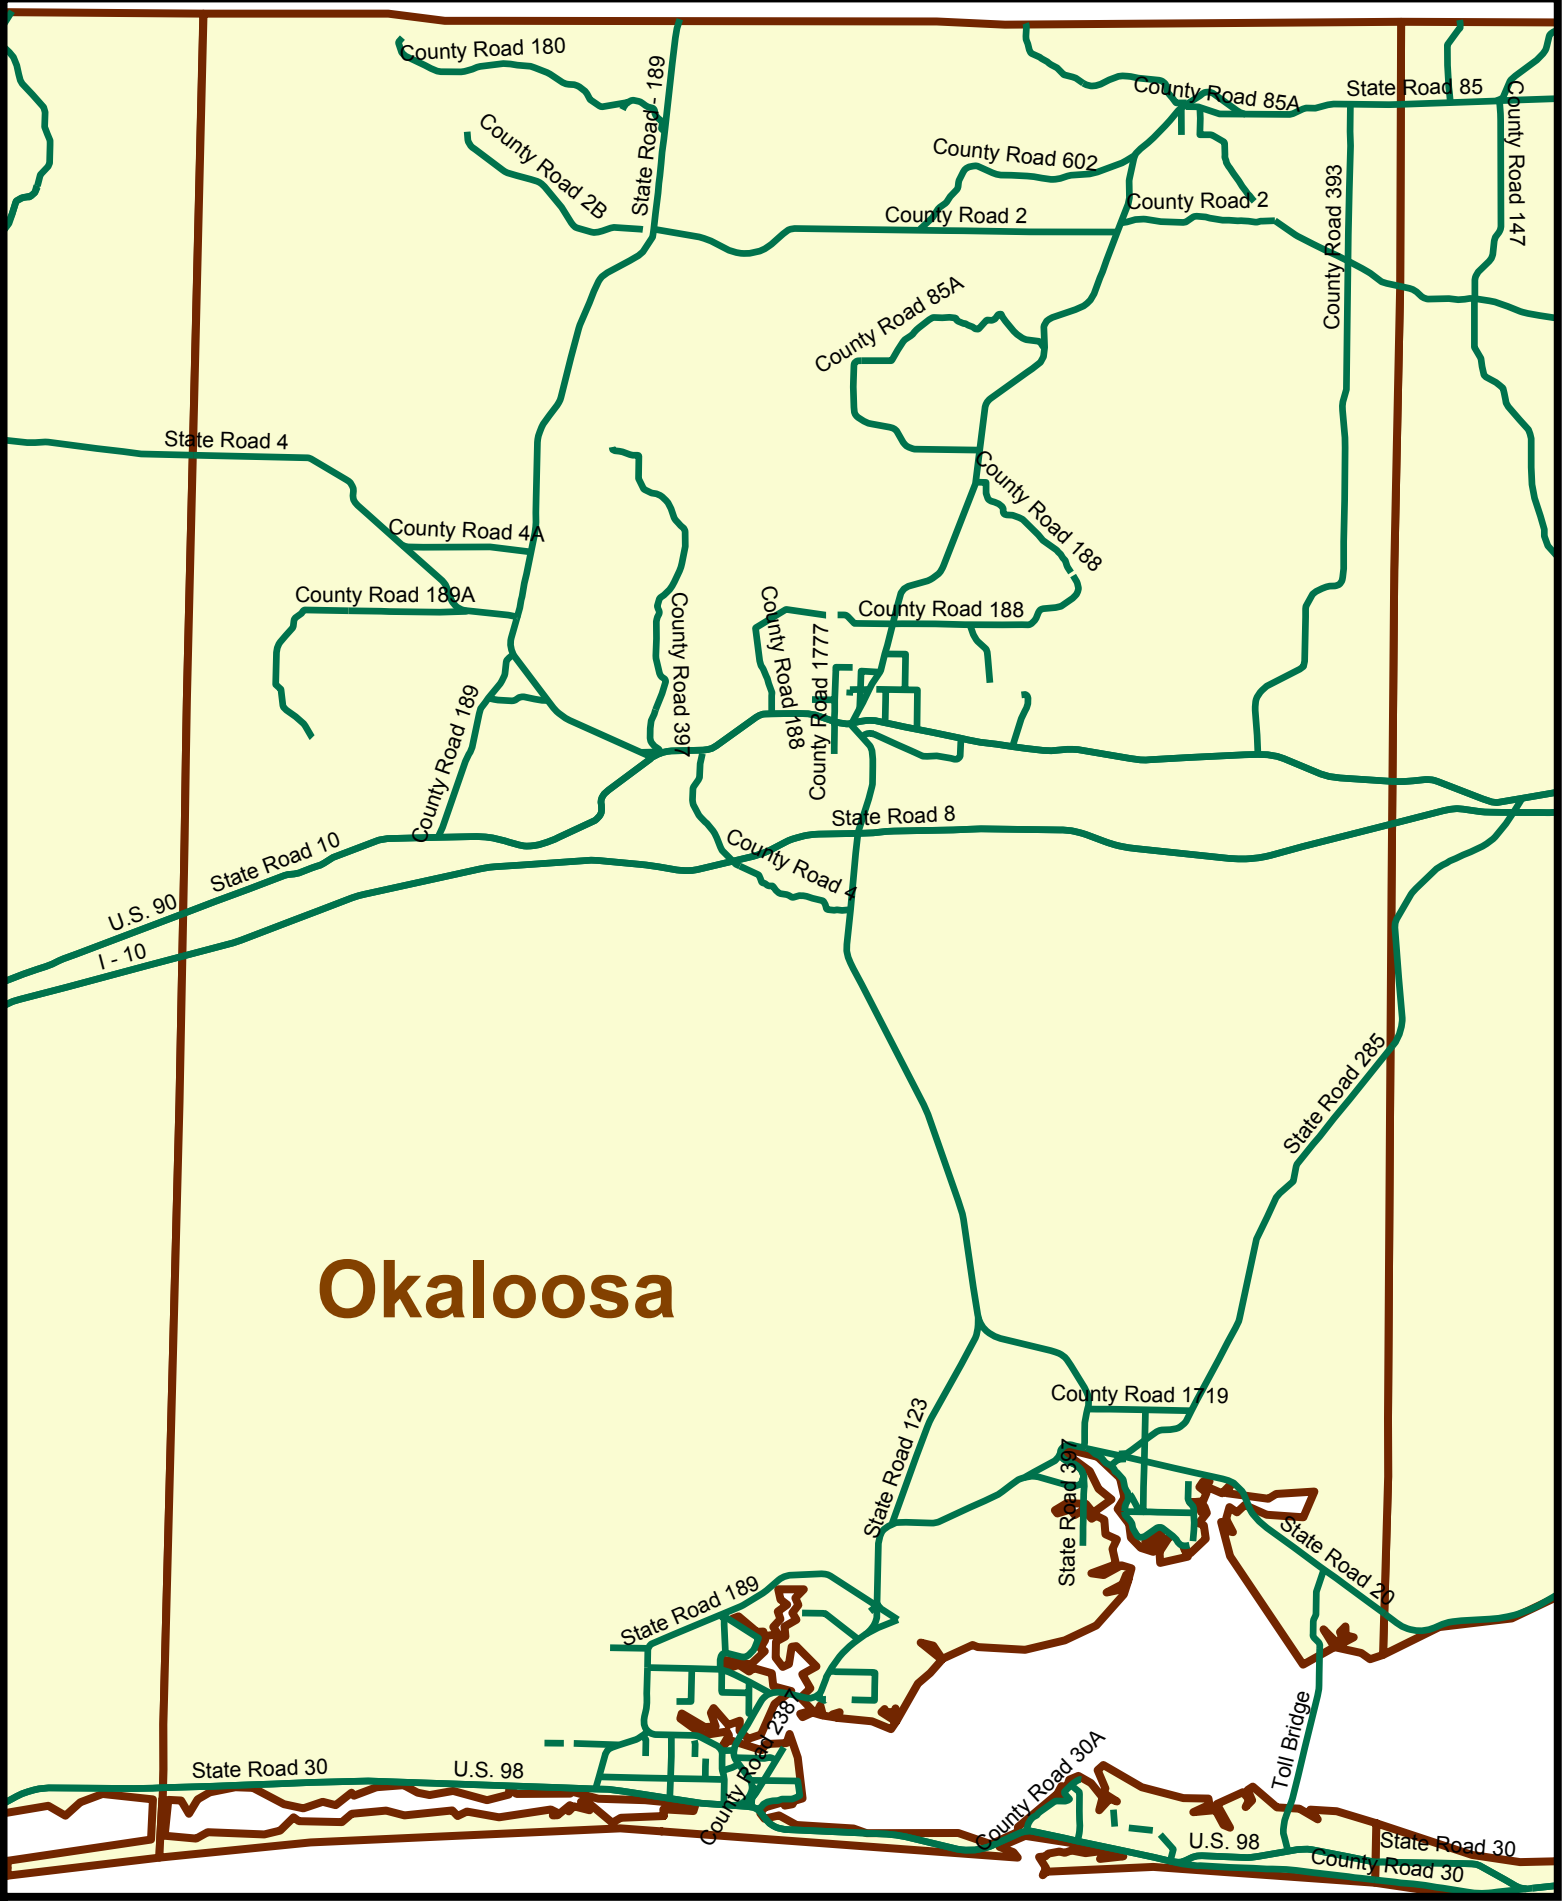 County Road 180
State Road - 189
County Road 85A
State Road 85
County Road 2B
County Road 147
County Road 602
County Road 393
County Road 2
County Road 2
County Road 85A
State Road 4
County Road 188
County Road 4A
County Road 189A
County Road 397
County Road 188
County Road 188
County Road 1777
County Road 189
State Road 8
State Road 10
County Road 4
U.S. 90
I - 10
State Road 285
Okaloosa
County Road 1719
State Road 123
State Road 397
State Road 20
State Road 189
County Road 2387
Toll Bridge
State Road 30
U.S. 98
County Road 30A
U.S. 98
State Road 30
County Road 30